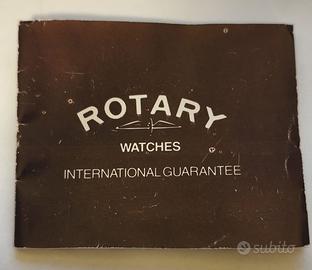 ROTARY
WATCHES
INTERNATIONAL GUARANTEE
subito